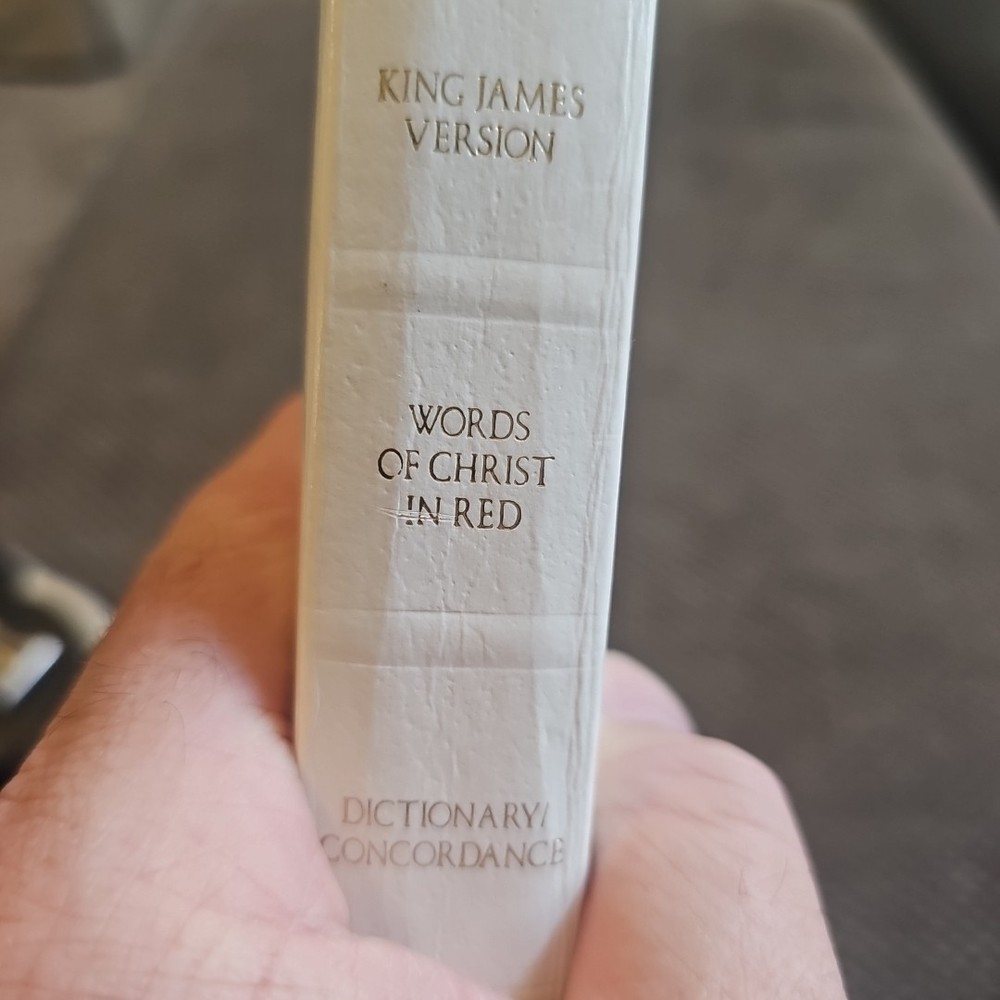 KING JAMES
VERSION
WORDS
OF CHRIST
IN RED
DICTIONARY/
CONCORDANCE